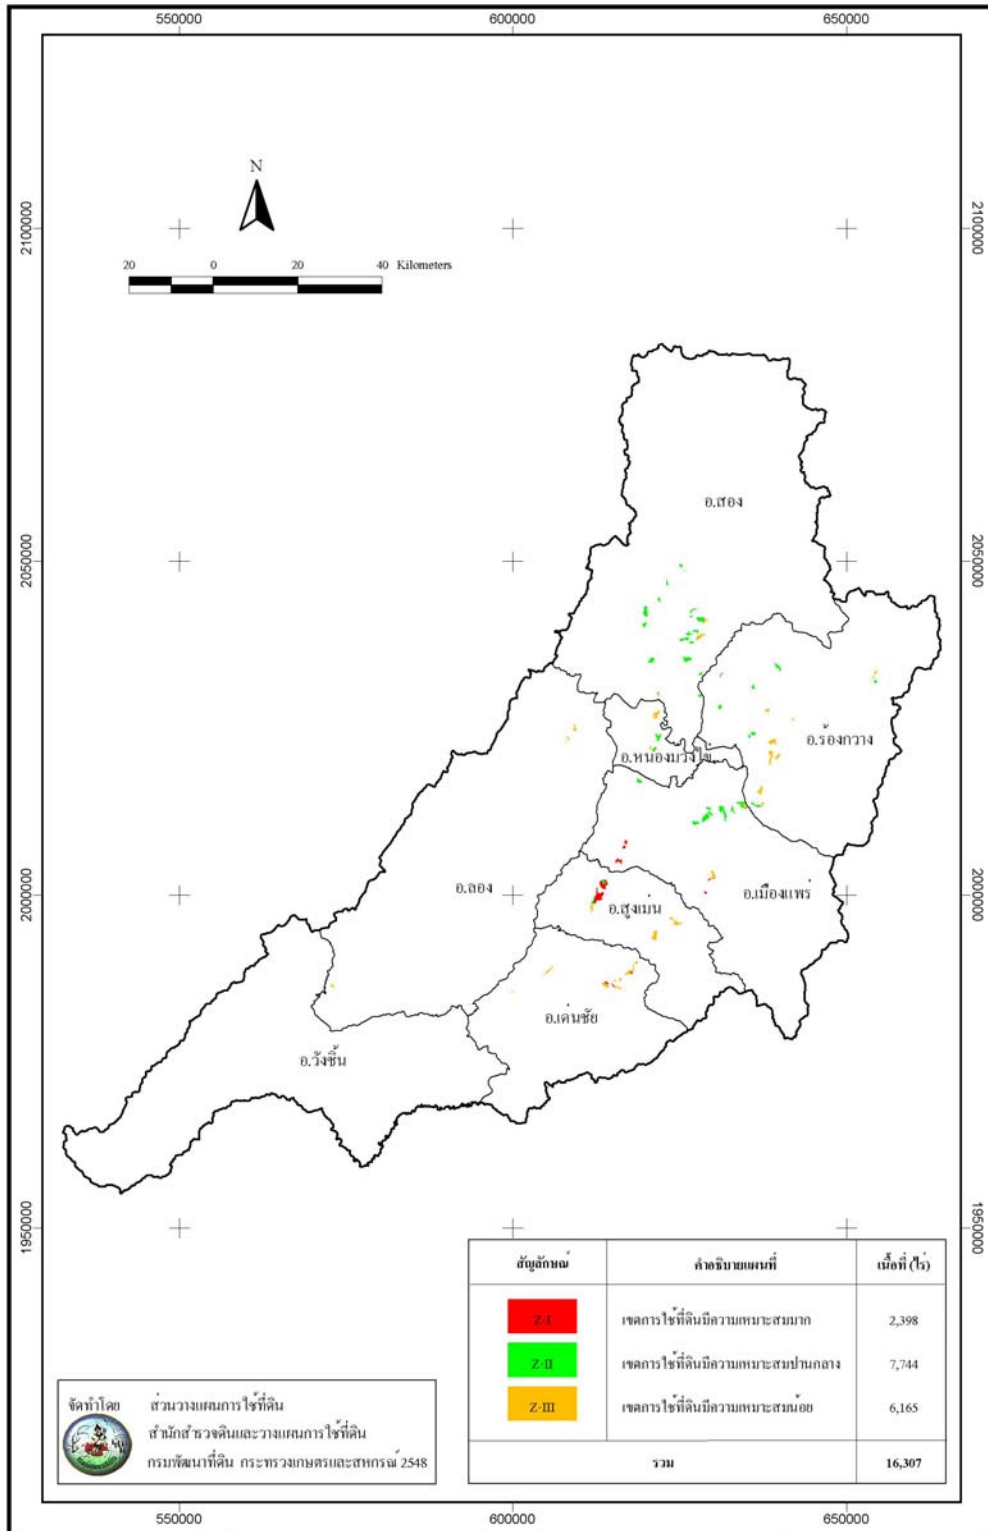 550000 600000 650000
N
20 0 20 40 Kilometers
2100000 2100000
อ.สอง
2050000 2050000
อ.ร้องกวาง
อ.หนองม่วงไข่
อ.ลอง
อ.เมืองแพร่
2000000 2000000
อ.สูงเม่น
อ.เด่นชัย
อ.วังชิ้น
1950000 1950000
สัญลักษณ์ คำอธิบายแผนที่ เนื้อที่ (ไร่)
Z-I เขตการใช้ที่ดินมีความเหมาะสมมาก 2,398
Z-II เขตการใช้ที่ดินมีความเหมาะสมปานกลาง 7,744
Z-III เขตการใช้ที่ดินมีความเหมาะสมน้อย 6,165
รวม 16,307
จัดทำโดย ส่วนวางแผนการใช้ที่ดิน
สำนักสำรวจดินและวางแผนการใช้ที่ดิน
กรมพัฒนาที่ดิน กระทรวงเกษตรและสหกรณ์ 2548
550000 600000 650000